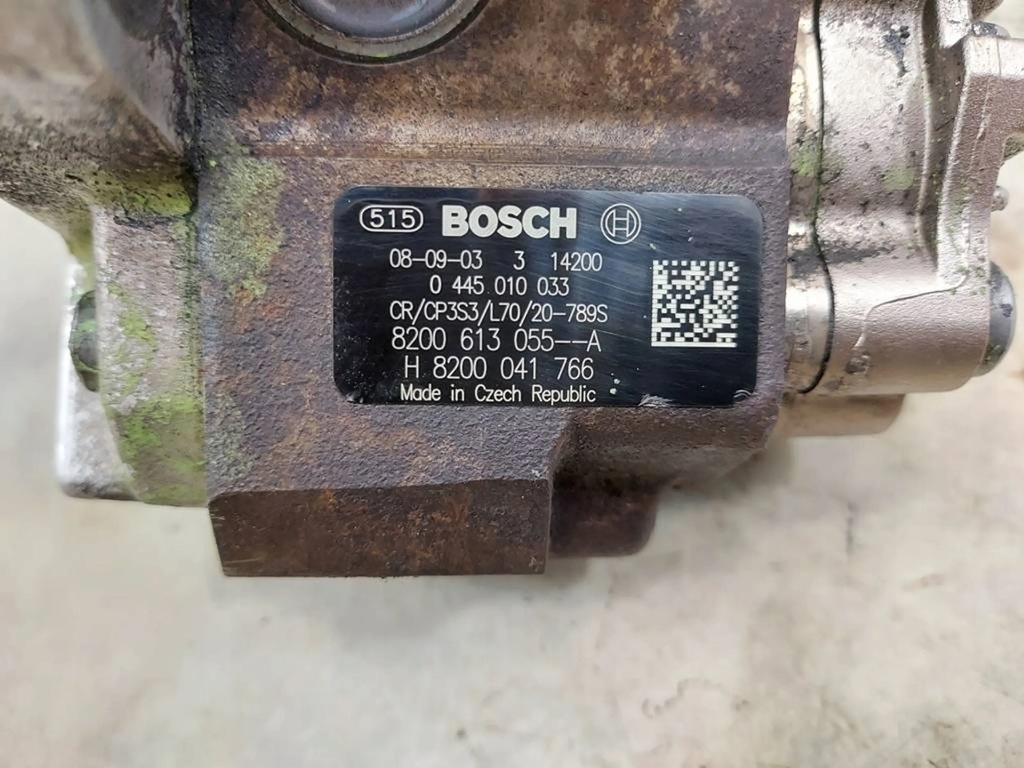 515 BOSCH H
08-09-03 3 14200
0 445 010 033
CR/CP3S3/L70/20-789S
8200 613 055--A
H 8200 041 766
Made in Czech Republic